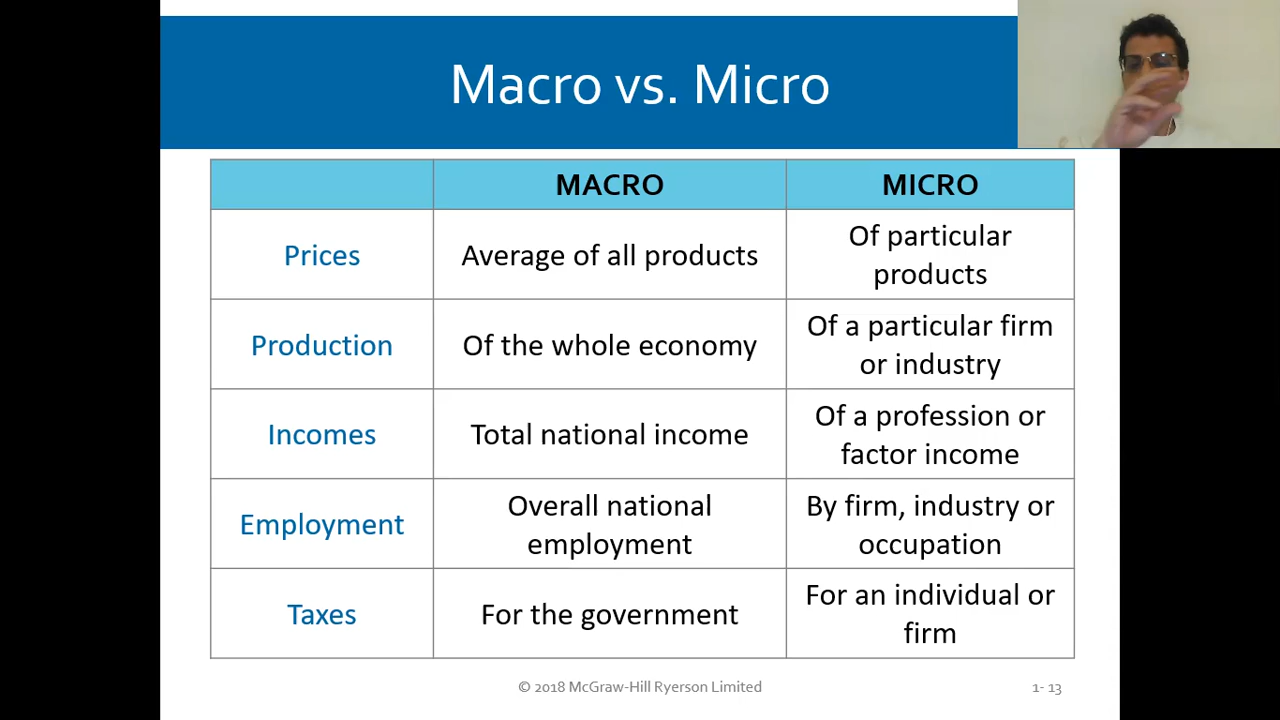 Macro vs. Micro
MACRO
MICRO
Prices
Average of all products
Of particular
products
Production
Of the whole economy
Of a particular firm
or industry
Incomes
Total national income
Of a profession or
factor income
Employment
Overall national
employment
By firm, industry or
occupation
Taxes
For the government
For an individual or
firm
© 2018 McGraw-Hill Ryerson Limited
1- 13